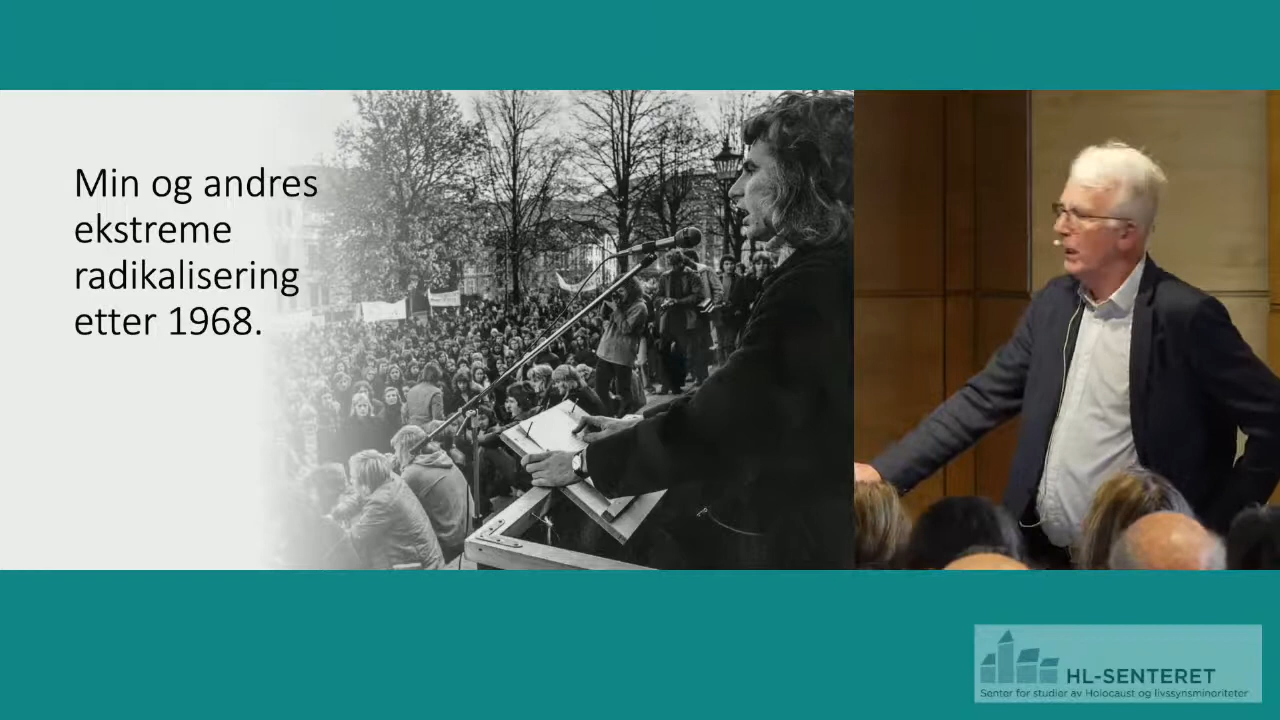 Min og andres
ekstreme
radikalisering
etter 1968.
HL-SENTERET
Senter for studier av Holocaust og livssynsminoriteter